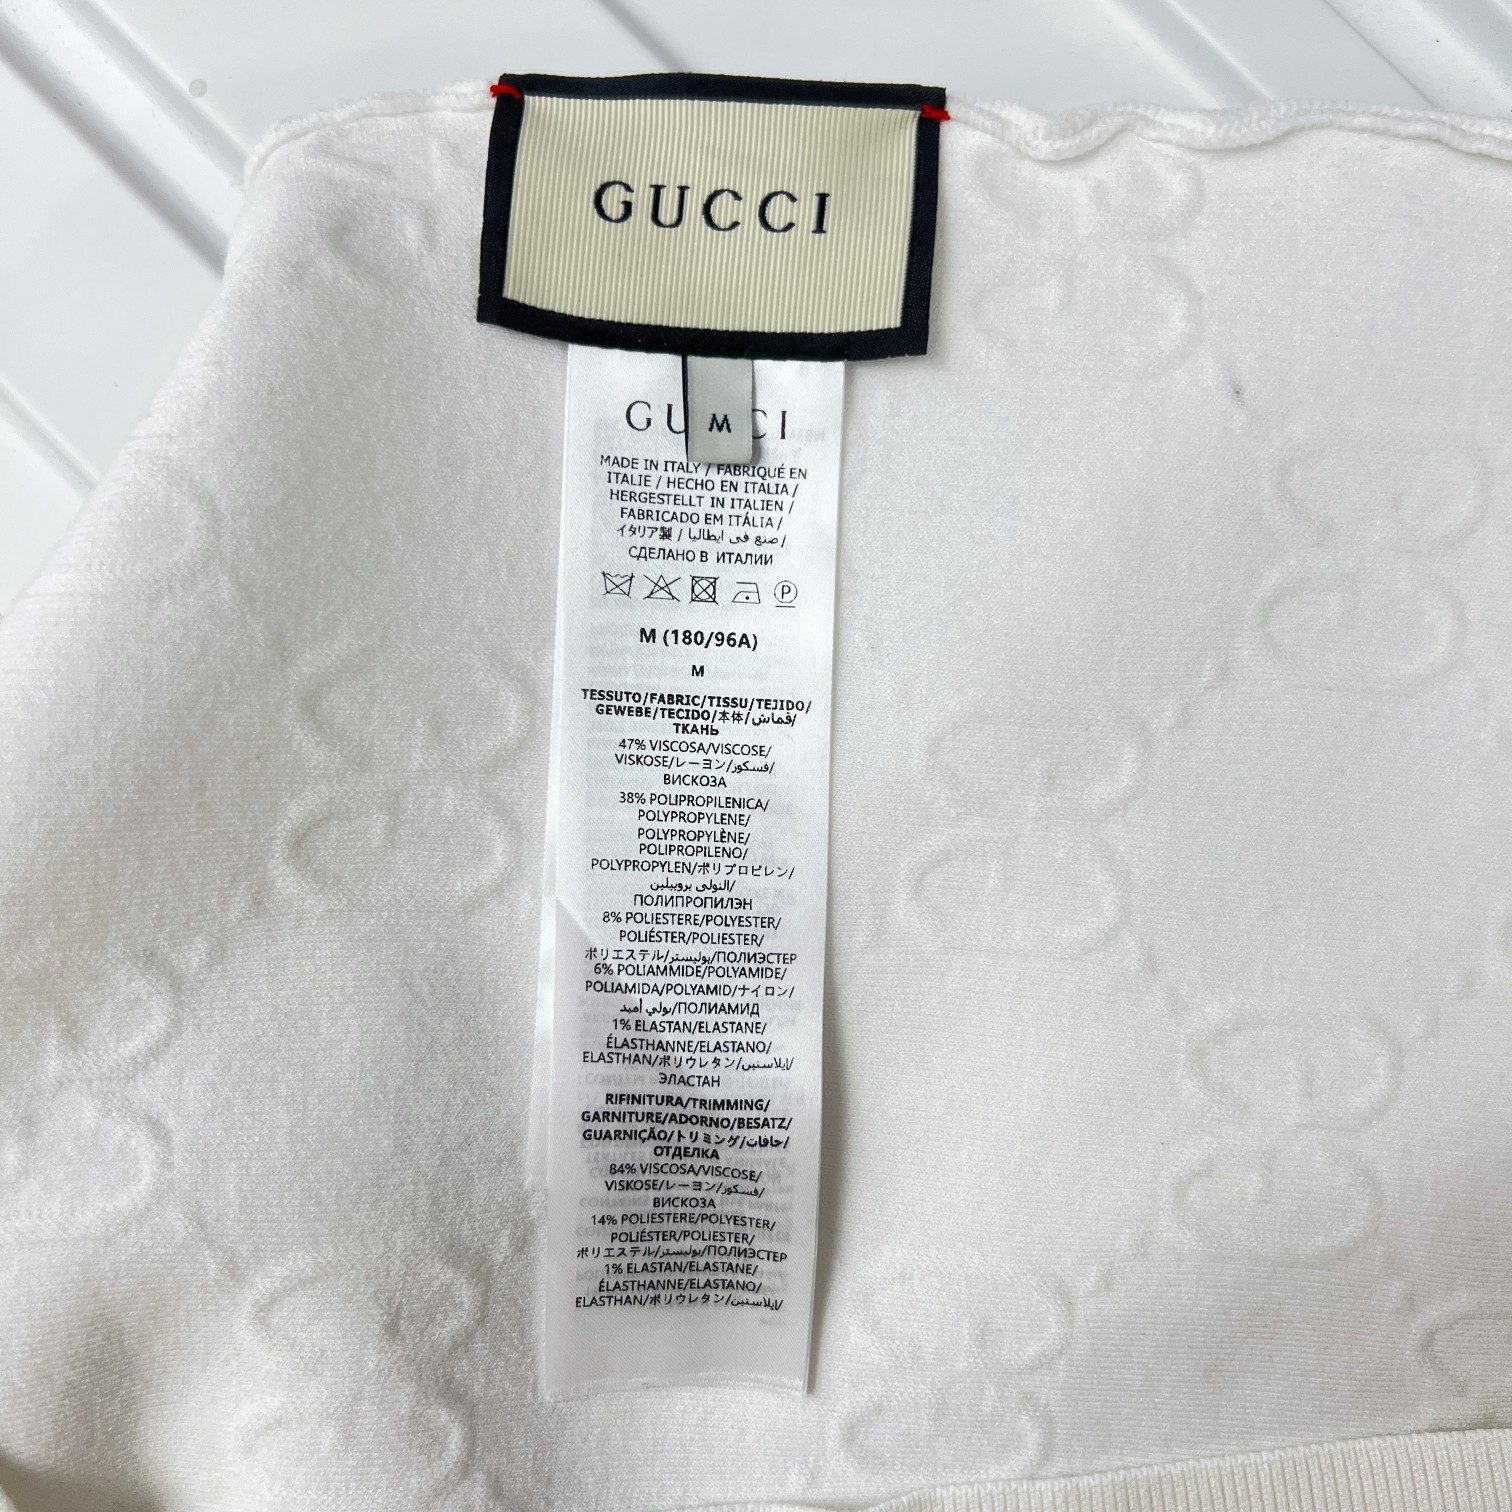 GUCCI
GUCCI
M
MADE IN ITALY / FABRIQUÉ EN
ITALIE / HECHO EN ITALIA /
HERGESTELLT IN ITALIEN /
FABRICADO EM ITÁLIA /
イタリア製 / صنع في ايطاليا /
СДЕЛАНО В ИТАЛИИ
P
M (180/96A)
M
TESSUTO/FABRIC/TISSU/TEJIDO/
GEWEBE/TECIDO/本体/قماش/
ТКАНЬ
47% VISCOSA/VISCOSE/
VISKOSE/レーヨン/فسكوز/
ВИСКОЗА
38% POLIPROPILENICA/
POLYPROPYLENE/
POLYPROPYLÈNE/
POLIPROPILENO/
POLYPROPYLEN/ポリプロピレン/
النولى بروبيلين/
ПОЛИПРОПИЛЭН
8% POLIESTERE/POLYESTER/
POLIÉSTER/POLIESTER/
ポリエステル/بوليستر/ПОЛИЭСТЕР
6% POLIAMMIDE/POLYAMIDE/
POLIAMIDA/POLYAMID/ナイロン/
بولي أميد/ПОЛИАМИД
1% ELASTAN/ELASTANE/
ÉLASTHANNE/ELASTANO/
ELASTHAN/ポリウレタン/ايلاستين/
ЭЛАСТАН
RIFINITURA/TRIMMING/
GARNITURE/ADORNO/BESATZ/
GUARNIÇÃO/トリミング/حافات/
ОТДЕЛКА
84% VISCOSA/VISCOSE/
VISKOSE/レーヨン/فسكوز/
ВИСКОЗА
14% POLIESTERE/POLYESTER/
POLIÉSTER/POLIESTER/
ポリエステル/بوليستر/ПОЛИЭСТЕР
1% ELASTAN/ELASTANE/
ÉLASTHANNE/ELASTANO/
ELASTHAN/ポリウレタン/ايلاستين/